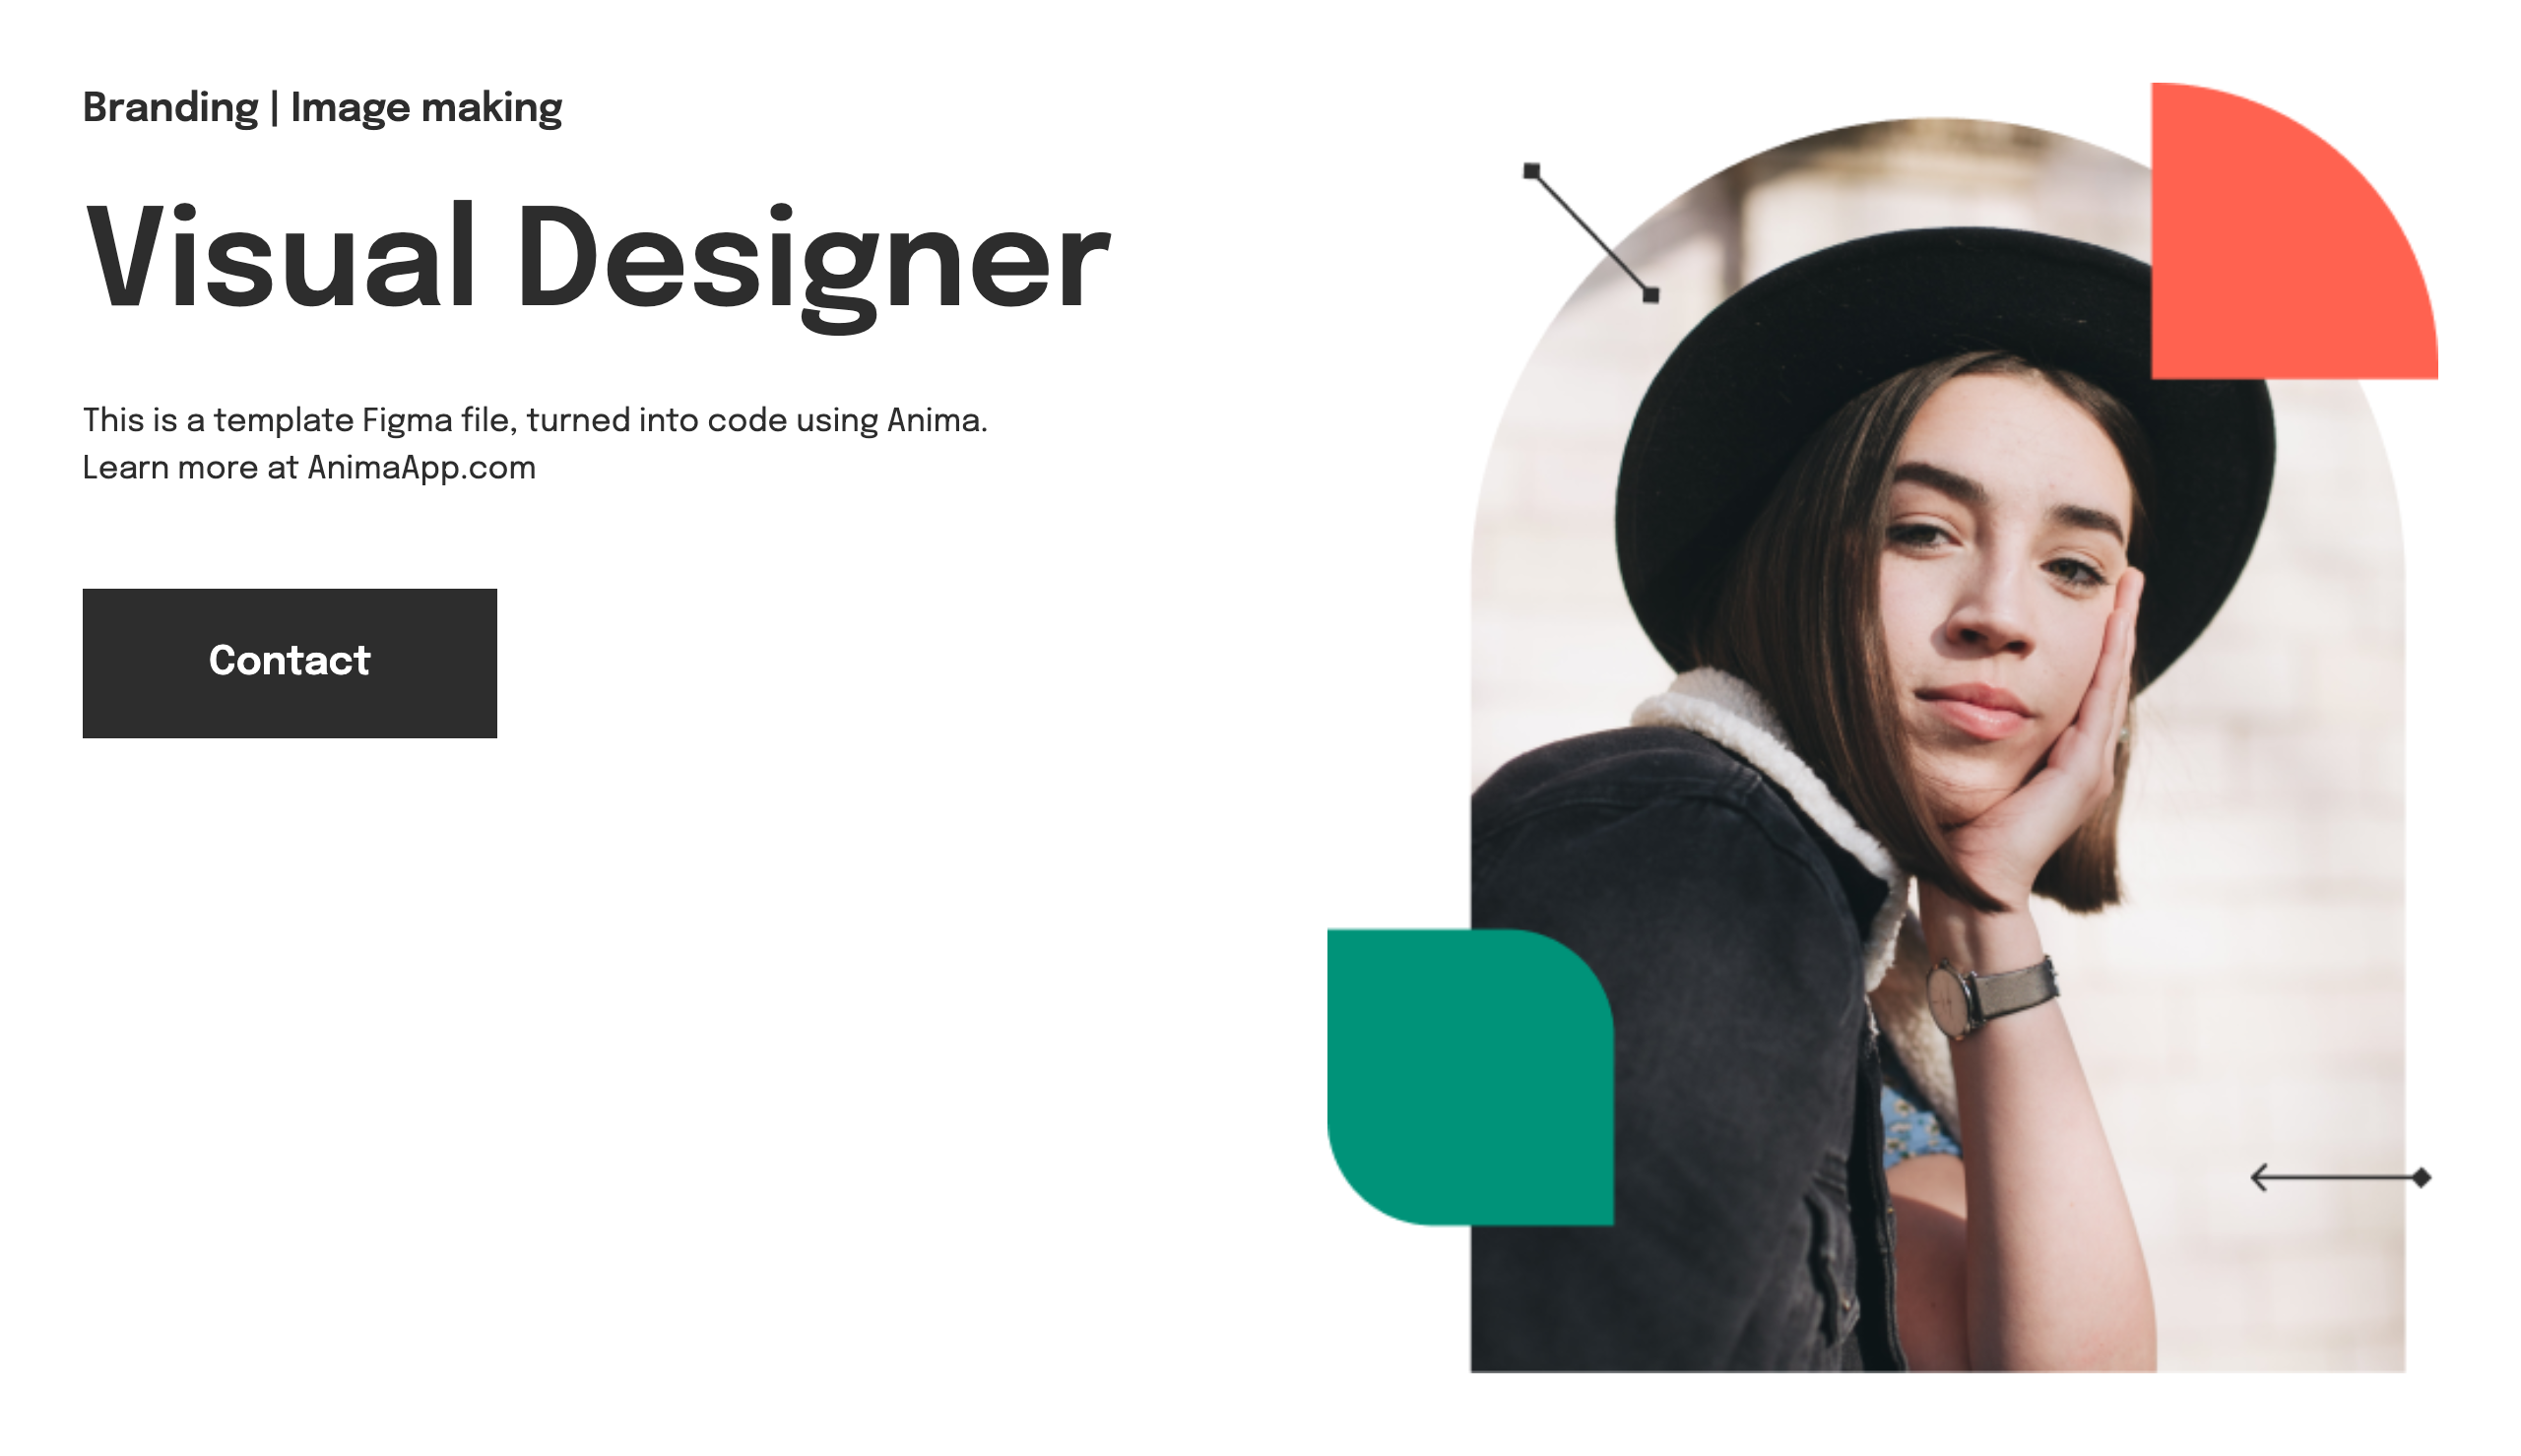 Branding | Image making
Visual Designer
This is a template Figma file, turned into code using Anima.
Learn more at AnimaApp.com
Contact